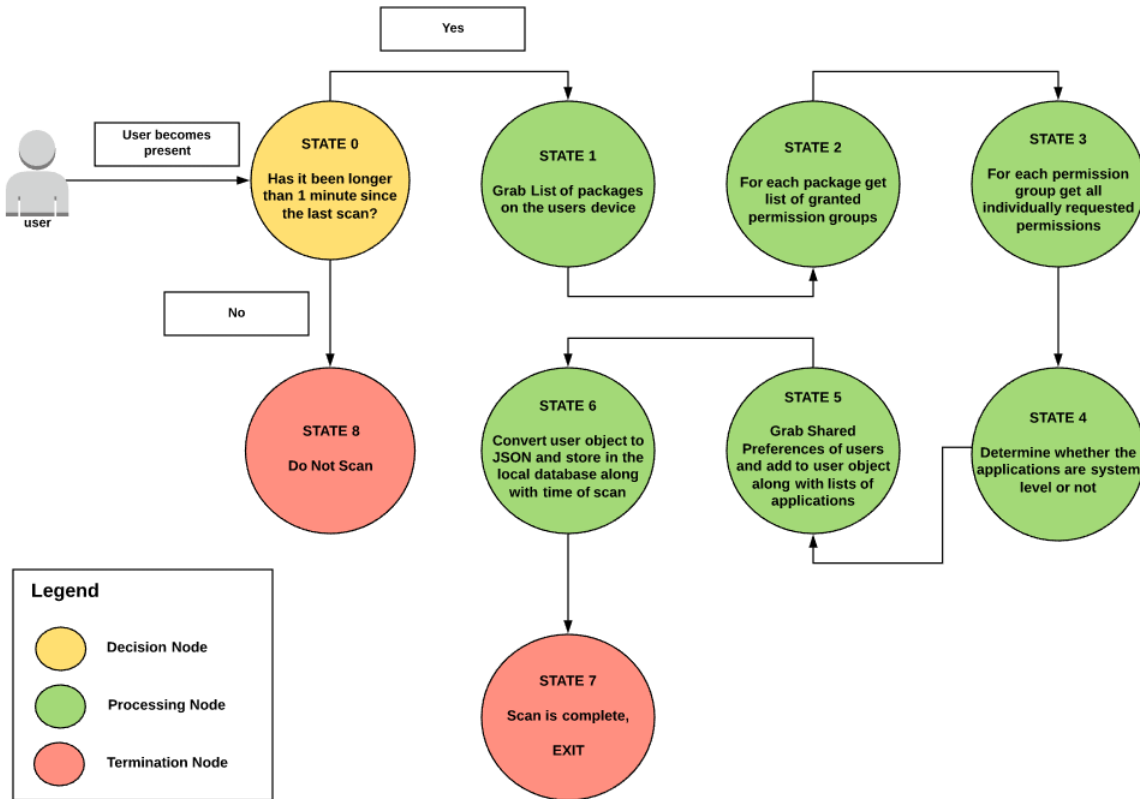 Yes
User becomes
present
user
STATE 0
Has it been longer
than 1 minute since
the last scan?
STATE 1
Grab List of packages
on the users device
STATE 2
For each package get
list of granted
permission groups
STATE 3
For each permission
group get all
individually requested
permissions
No
STATE 8
Do Not Scan
STATE 6
Convert user object to
JSON and store in the
local database along
with time of scan
STATE 5
Grab Shared
Preferences of users
and add to user object
along with lists of
applications
STATE 4
Determine whether the
applications are system
level or not
Legend
Decision Node
Processing Node
Termination Node
STATE 7
Scan is complete,
EXIT